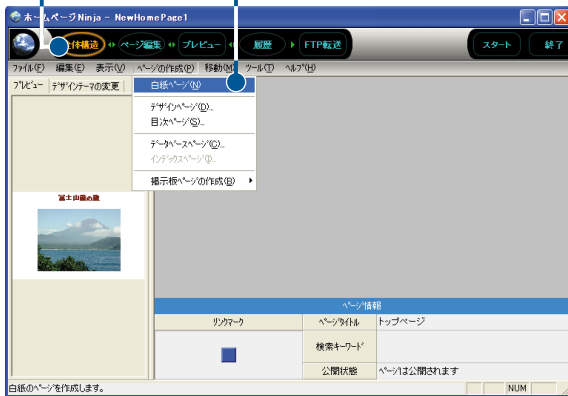 ホームページNinja - NewHomePage1
全体構造 ページ編集 プレビュー 履歴 FTP転送 スタート 終了
ファイル(F) 編集(E) 表示(V) ページの作成(P) 移動(M) ツール(T) ヘルプ(H)
プレビュー デザインテーマの変更
白紙ページ(N)
デザインページ(D)...
目次ページ(S)...
データベースページ(C)...
インデックスページ(I)...
掲示板ページの作成(B)
富士山麓の鹿
ページ情報
リンクマーク
ページタイトル トップページ
検索キーワード
公開状態 ページは公開されます
白紙のページを作成します。
NUM